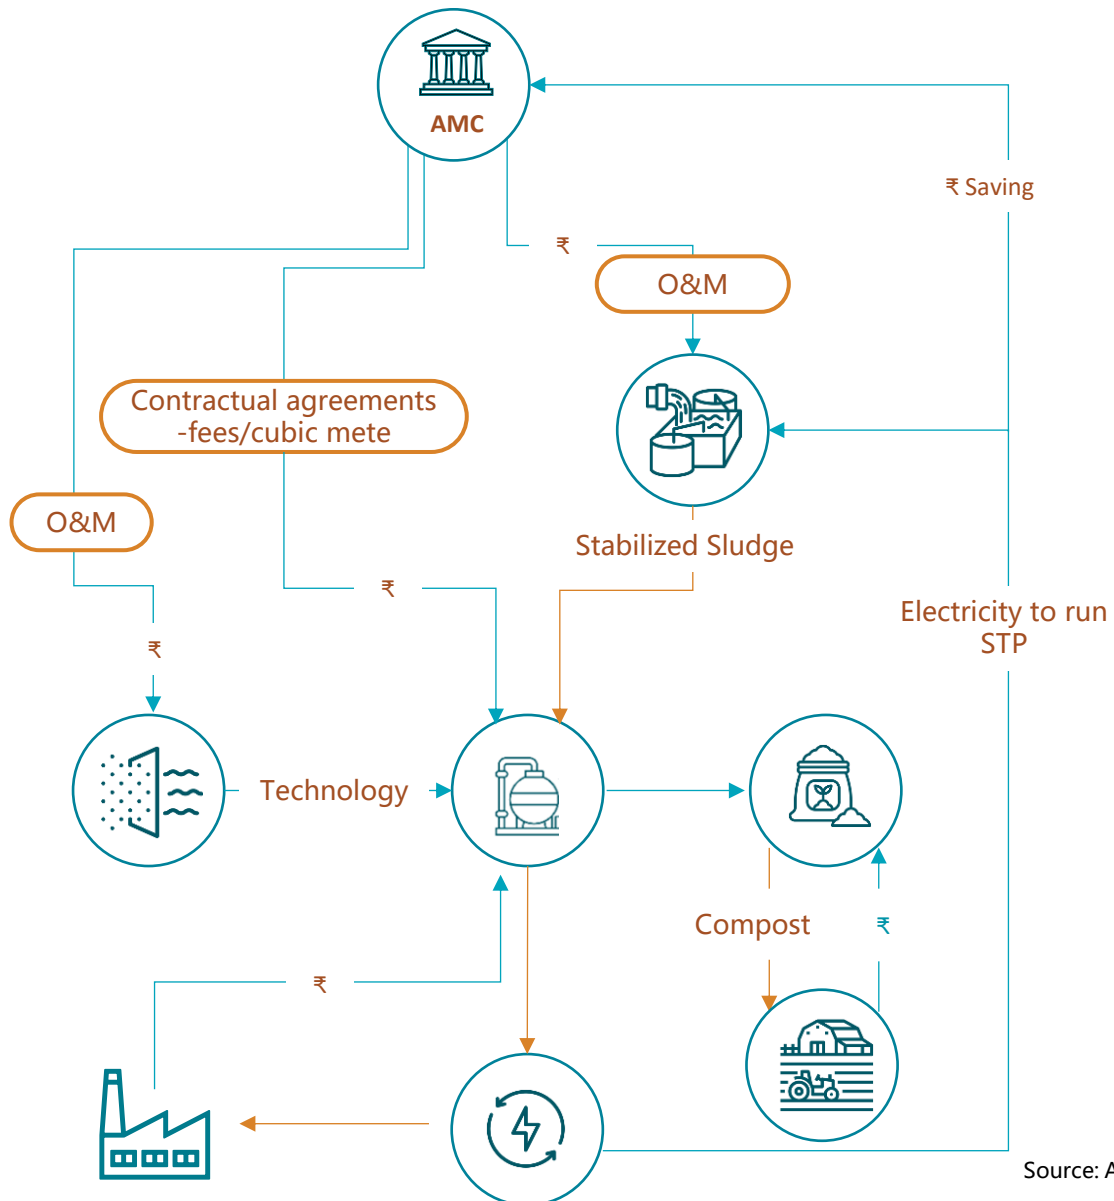 AMC
₹ Saving
₹
O&M
Contractual agreements
-fees/cubic mete
O&M
Stabilized Sludge
₹
Electricity to run
STP
₹
Technology
Compost
₹
₹
Source: A